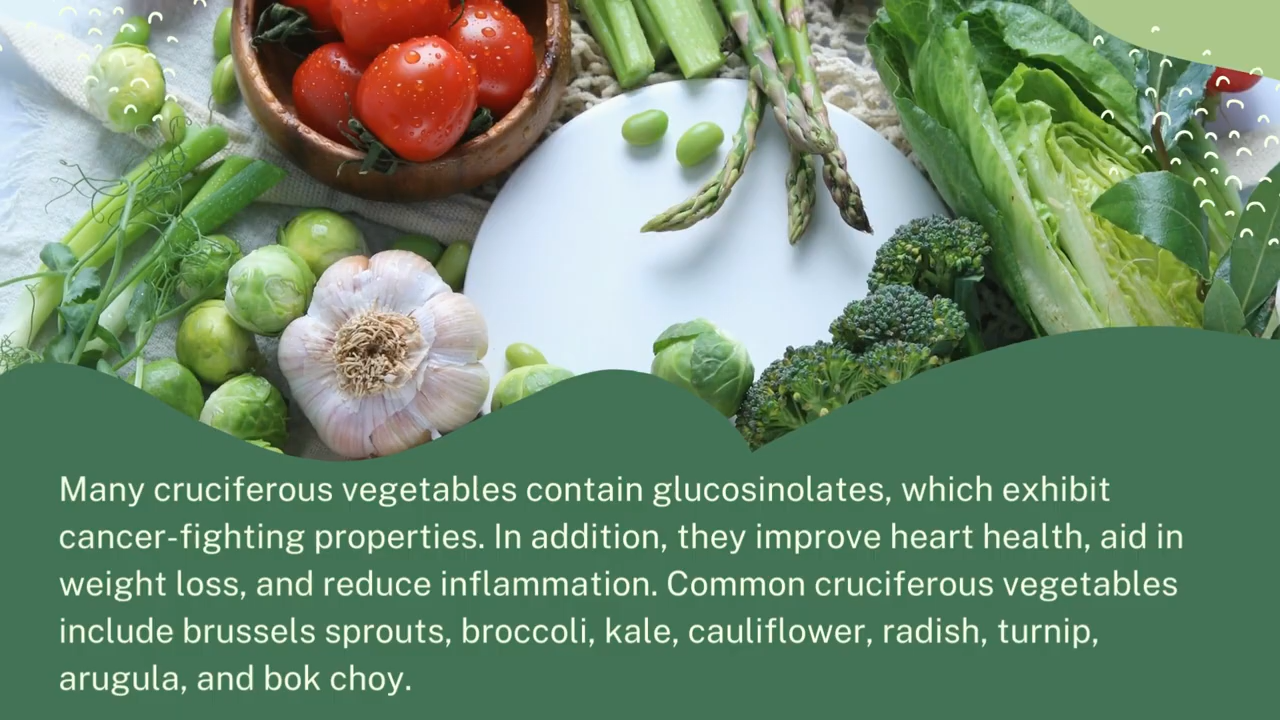 Many cruciferous vegetables contain glucosinolates, which exhibit
cancer-fighting properties. In addition, they improve heart health, aid in
weight loss, and reduce inflammation. Common cruciferous vegetables
include brussels sprouts, broccoli, kale, cauliflower, radish, turnip,
arugula, and bok choy.